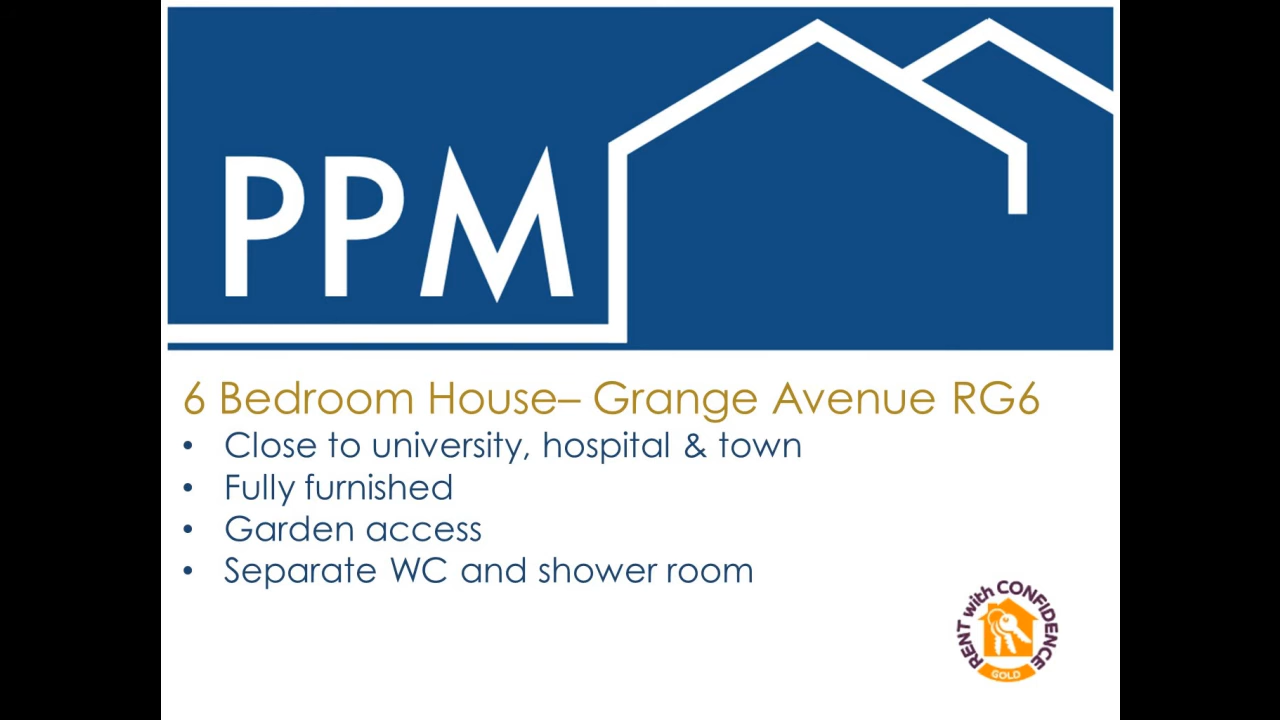 PPM
6 Bedroom House– Grange Avenue RG6
• Close to university, hospital & town
• Fully furnished
• Garden access
• Separate WC and shower room
RENT with CONFIDENCE
GOLD